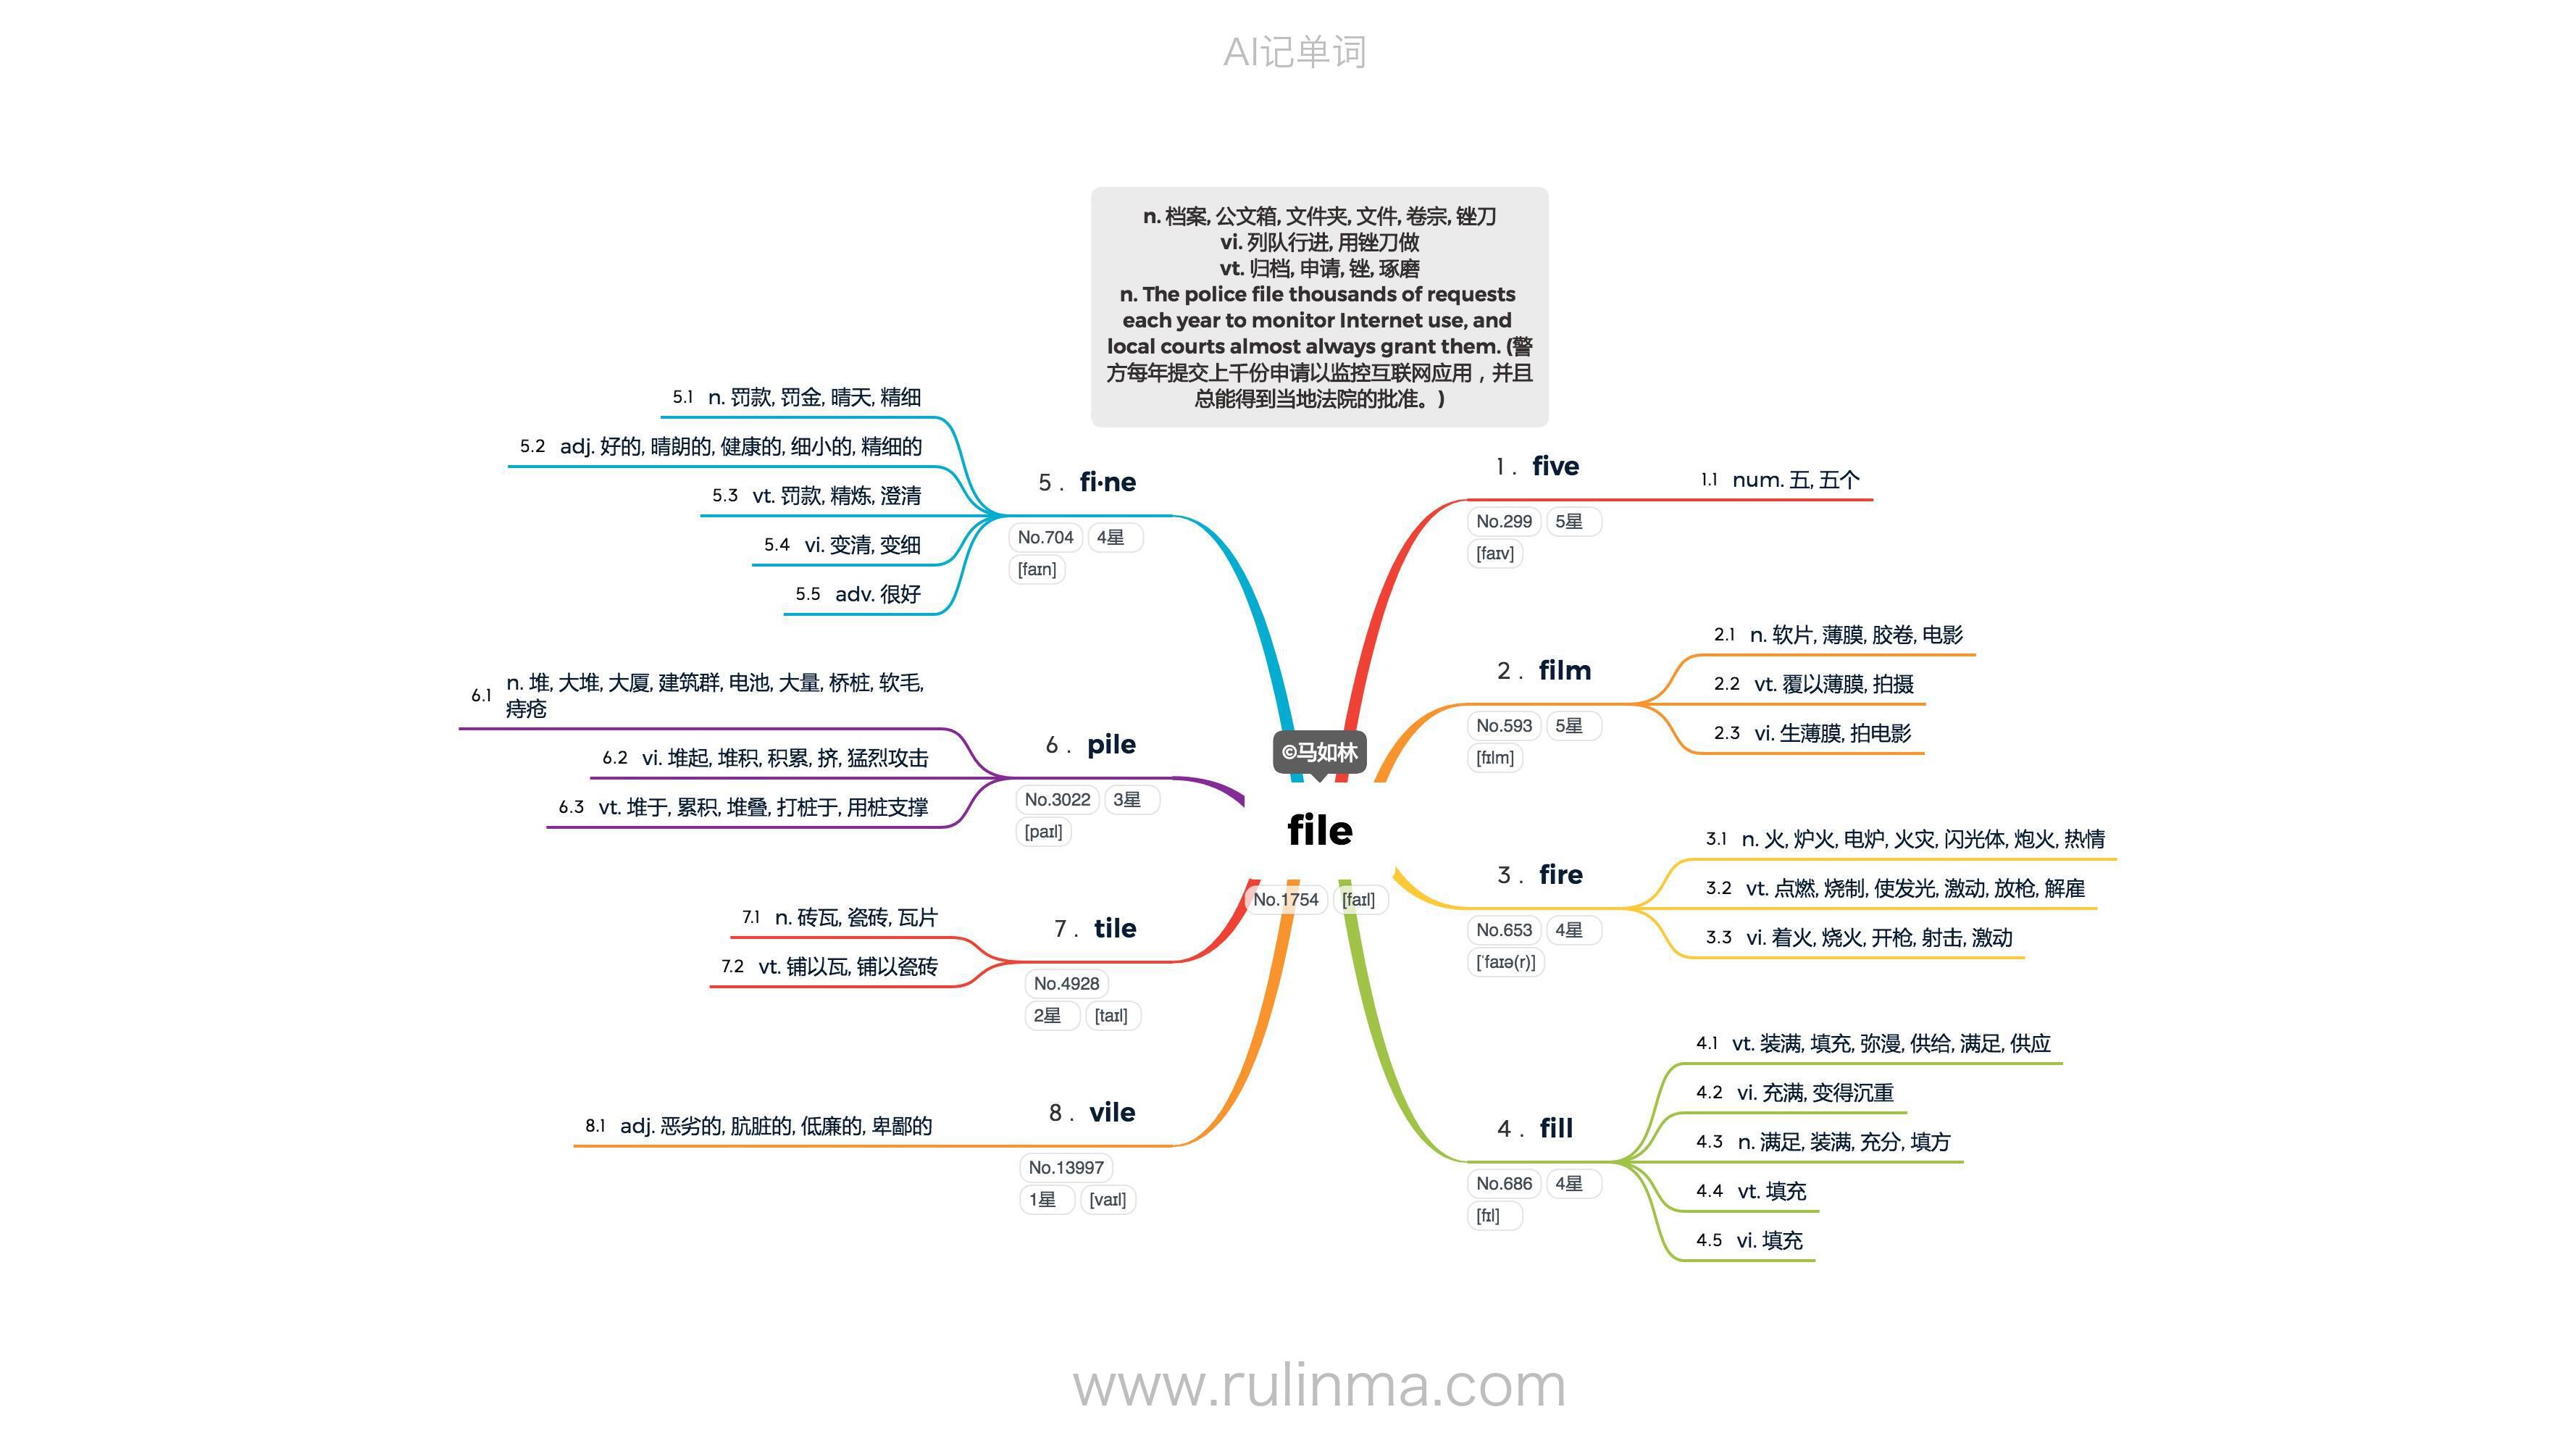 AI记单词
n. 档案, 公文箱, 文件夹, 文件, 卷宗, 锉刀
vi. 列队行进, 用锉刀做
vt. 归档, 申请, 锉, 琢磨
n. The police file thousands of requests
each year to monitor Internet use, and
local courts almost always grant them. (警
方每年提交上千份申请以监控互联网应用，并且
总能得到当地法院的批准。)
©马如林
file
No.1754 [faɪl]
1. five
No.299 5星
[faɪv]
1.1 num. 五, 五个
2. film
No.593 5星
[fɪlm]
2.1 n. 软片, 薄膜, 胶卷, 电影
2.2 vt. 覆以薄膜, 拍摄
2.3 vi. 生薄膜, 拍电影
3. fire
No.653 4星
[ˈfaɪə(r)]
3.1 n. 火, 炉火, 电炉, 火灾, 闪光体, 炮火, 热情
3.2 vt. 点燃, 烧制, 使发光, 激动, 放枪, 解雇
3.3 vi. 着火, 烧火, 开枪, 射击, 激动
4. fill
No.686 4星
[fɪl]
4.1 vt. 装满, 填充, 弥漫, 供给, 满足, 供应
4.2 vi. 充满, 变得沉重
4.3 n. 满足, 装满, 充分, 填方
4.4 vt. 填充
4.5 vi. 填充
5. fi·ne
No.704 4星
[faɪn]
5.1 n. 罚款, 罚金, 晴天, 精细
5.2 adj. 好的, 晴朗的, 健康的, 细小的, 精细的
5.3 vt. 罚款, 精炼, 澄清
5.4 vi. 变清, 变细
5.5 adv. 很好
6. pile
No.3022 3星
[paɪl]
6.1 n. 堆, 大堆, 大厦, 建筑群, 电池, 大量, 桥桩, 软毛,
痔疮
6.2 vi. 堆起, 堆积, 积累, 挤, 猛烈攻击
6.3 vt. 堆于, 累积, 堆叠, 打桩于, 用桩支撑
7. tile
No.4928
2星 [taɪl]
7.1 n. 砖瓦, 瓷砖, 瓦片
7.2 vt. 铺以瓦, 铺以瓷砖
8. vile
No.13997
1星 [vaɪl]
8.1 adj. 恶劣的, 肮脏的, 低廉的, 卑鄙的
www.rulinma.com